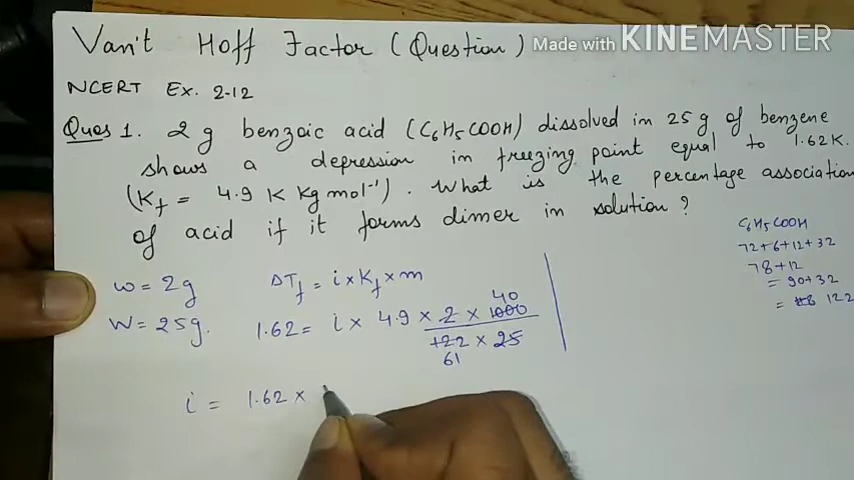 Van't Hoff Factor (Question)
Made with KINEMASTER
NCERT Ex. 2.12
Ques 1. 2 g benzoic acid (C6H5COOH) dissolved in 25 g of benzene
shows a depression in freezing point equal to 1.62 K.
(Kf = 4.9 K Kg mol⁻¹). What is the percentage association
of acid if it forms dimer in solution?
C6H5COOH
72+6+12+32
78+12
= 90+32
= 122
w = 2g
ΔTf = i × Kf × m
40
W = 25g.
1.62 = i × 4.9 × 2 × 1000
122 × 25
61
i = 1.62 ×